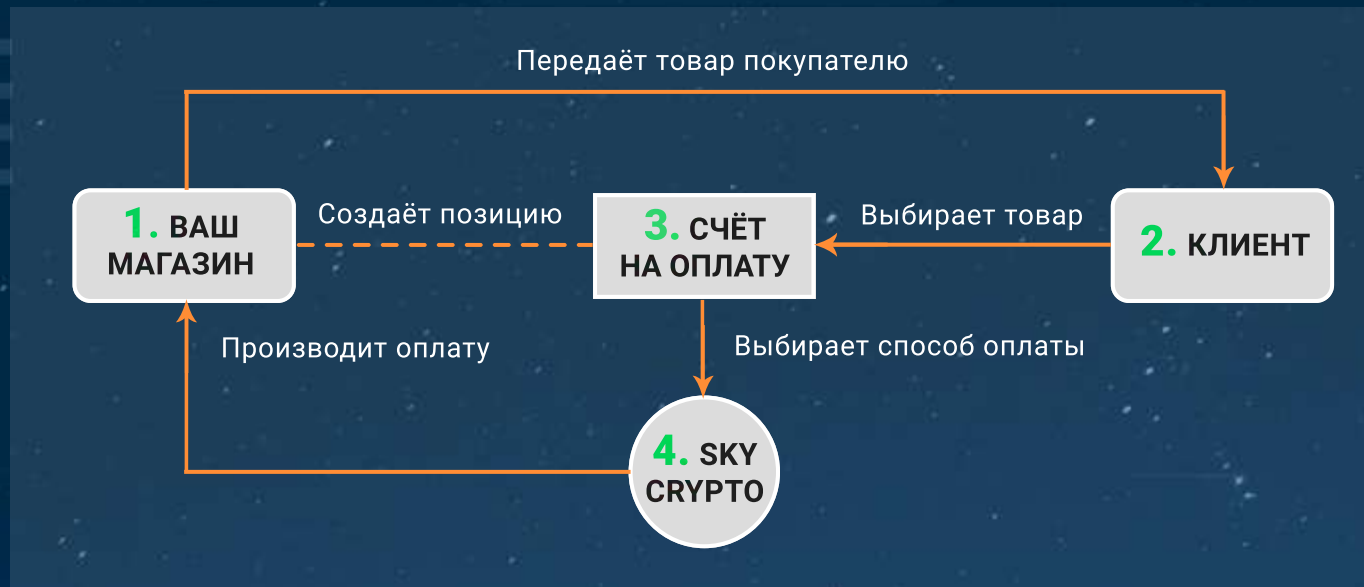 Передаёт товар покупателю
1. ВАШ
МАГАЗИН
Создаёт позицию
3. СЧЁТ
НА ОПЛАТУ
Выбирает товар
2. КЛИЕНТ
Производит оплату
Выбирает способ оплаты
4. SKY
CRYPTO